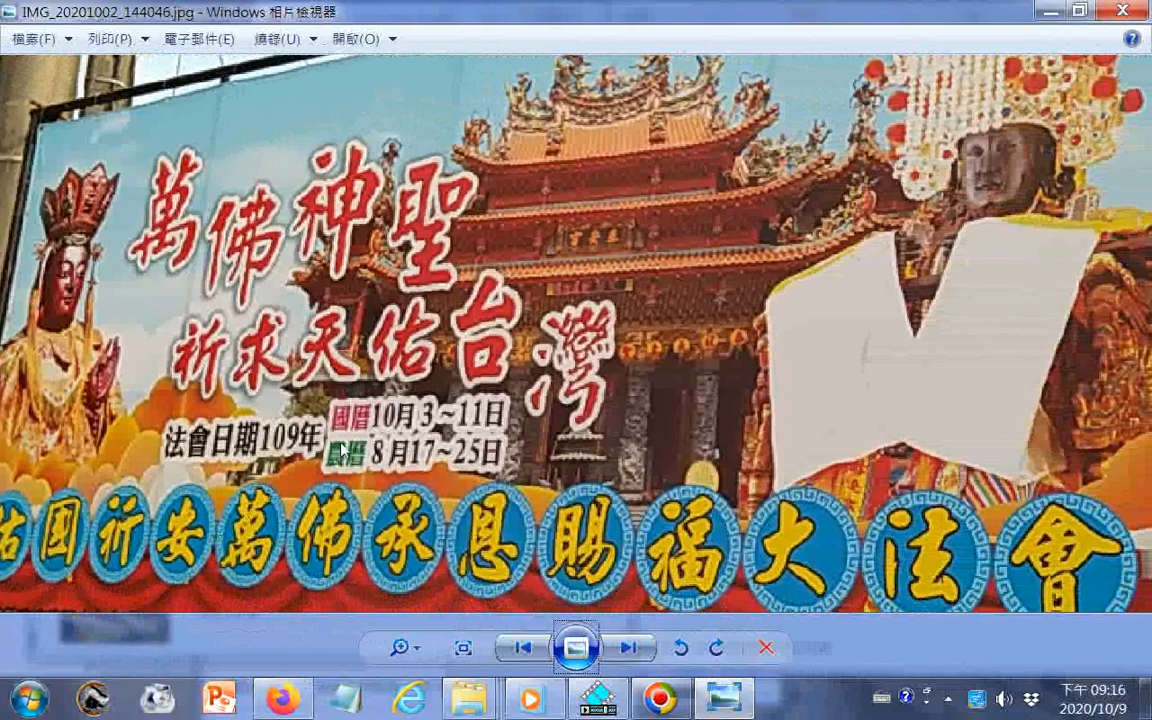 IMG_20201002_144046.jpg - Windows 相片檢視器
檔案(F) 列印(P) 電子郵件(E) 燒錄(U) 開啟(O)
萬佛神聖
祈求天佑台灣
法會日期109年
國曆10月3~11日
農曆8月17~25日
佑國祈安萬佛承恩賜福大法會
下午 09:16
2020/10/9